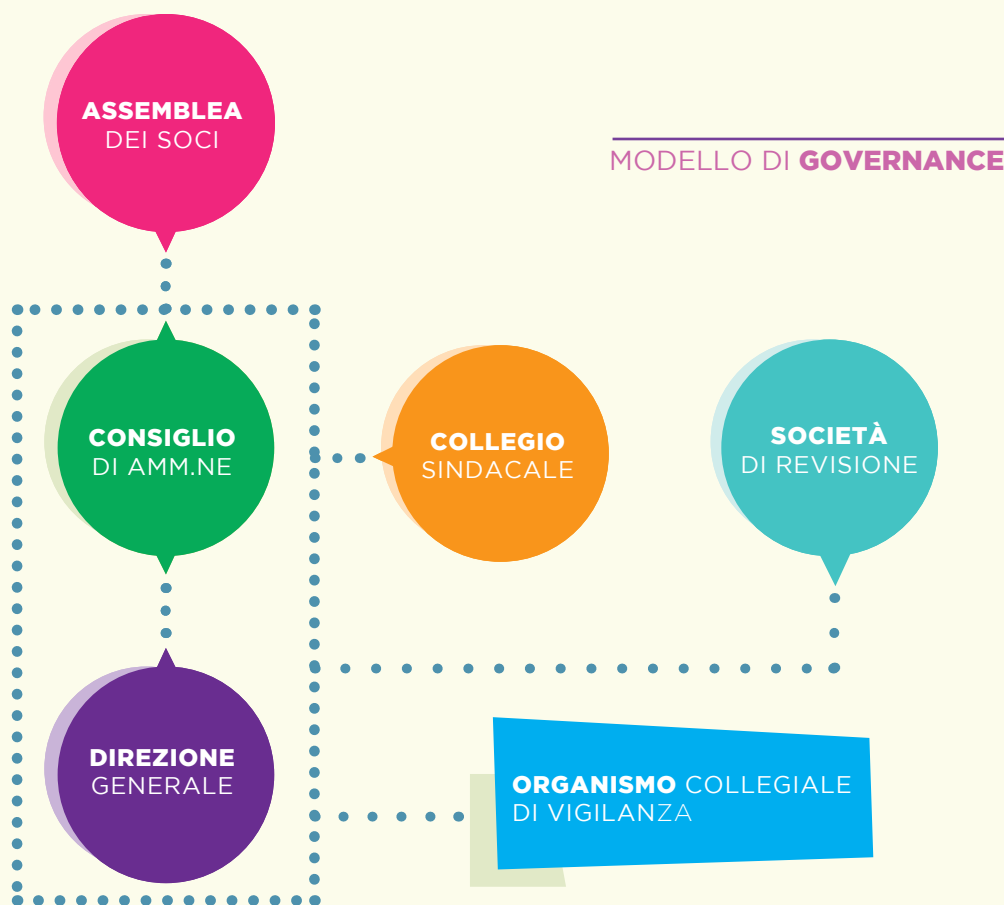 ASSEMBLEA
DEI SOCI
MODELLO DI GOVERNANCE
CONSIGLIO
DI AMM.NE
COLLEGIO
SINDACALE
SOCIETÀ
DI REVISIONE
DIREZIONE
GENERALE
ORGANISMO COLLEGIALE
DI VIGILANZA